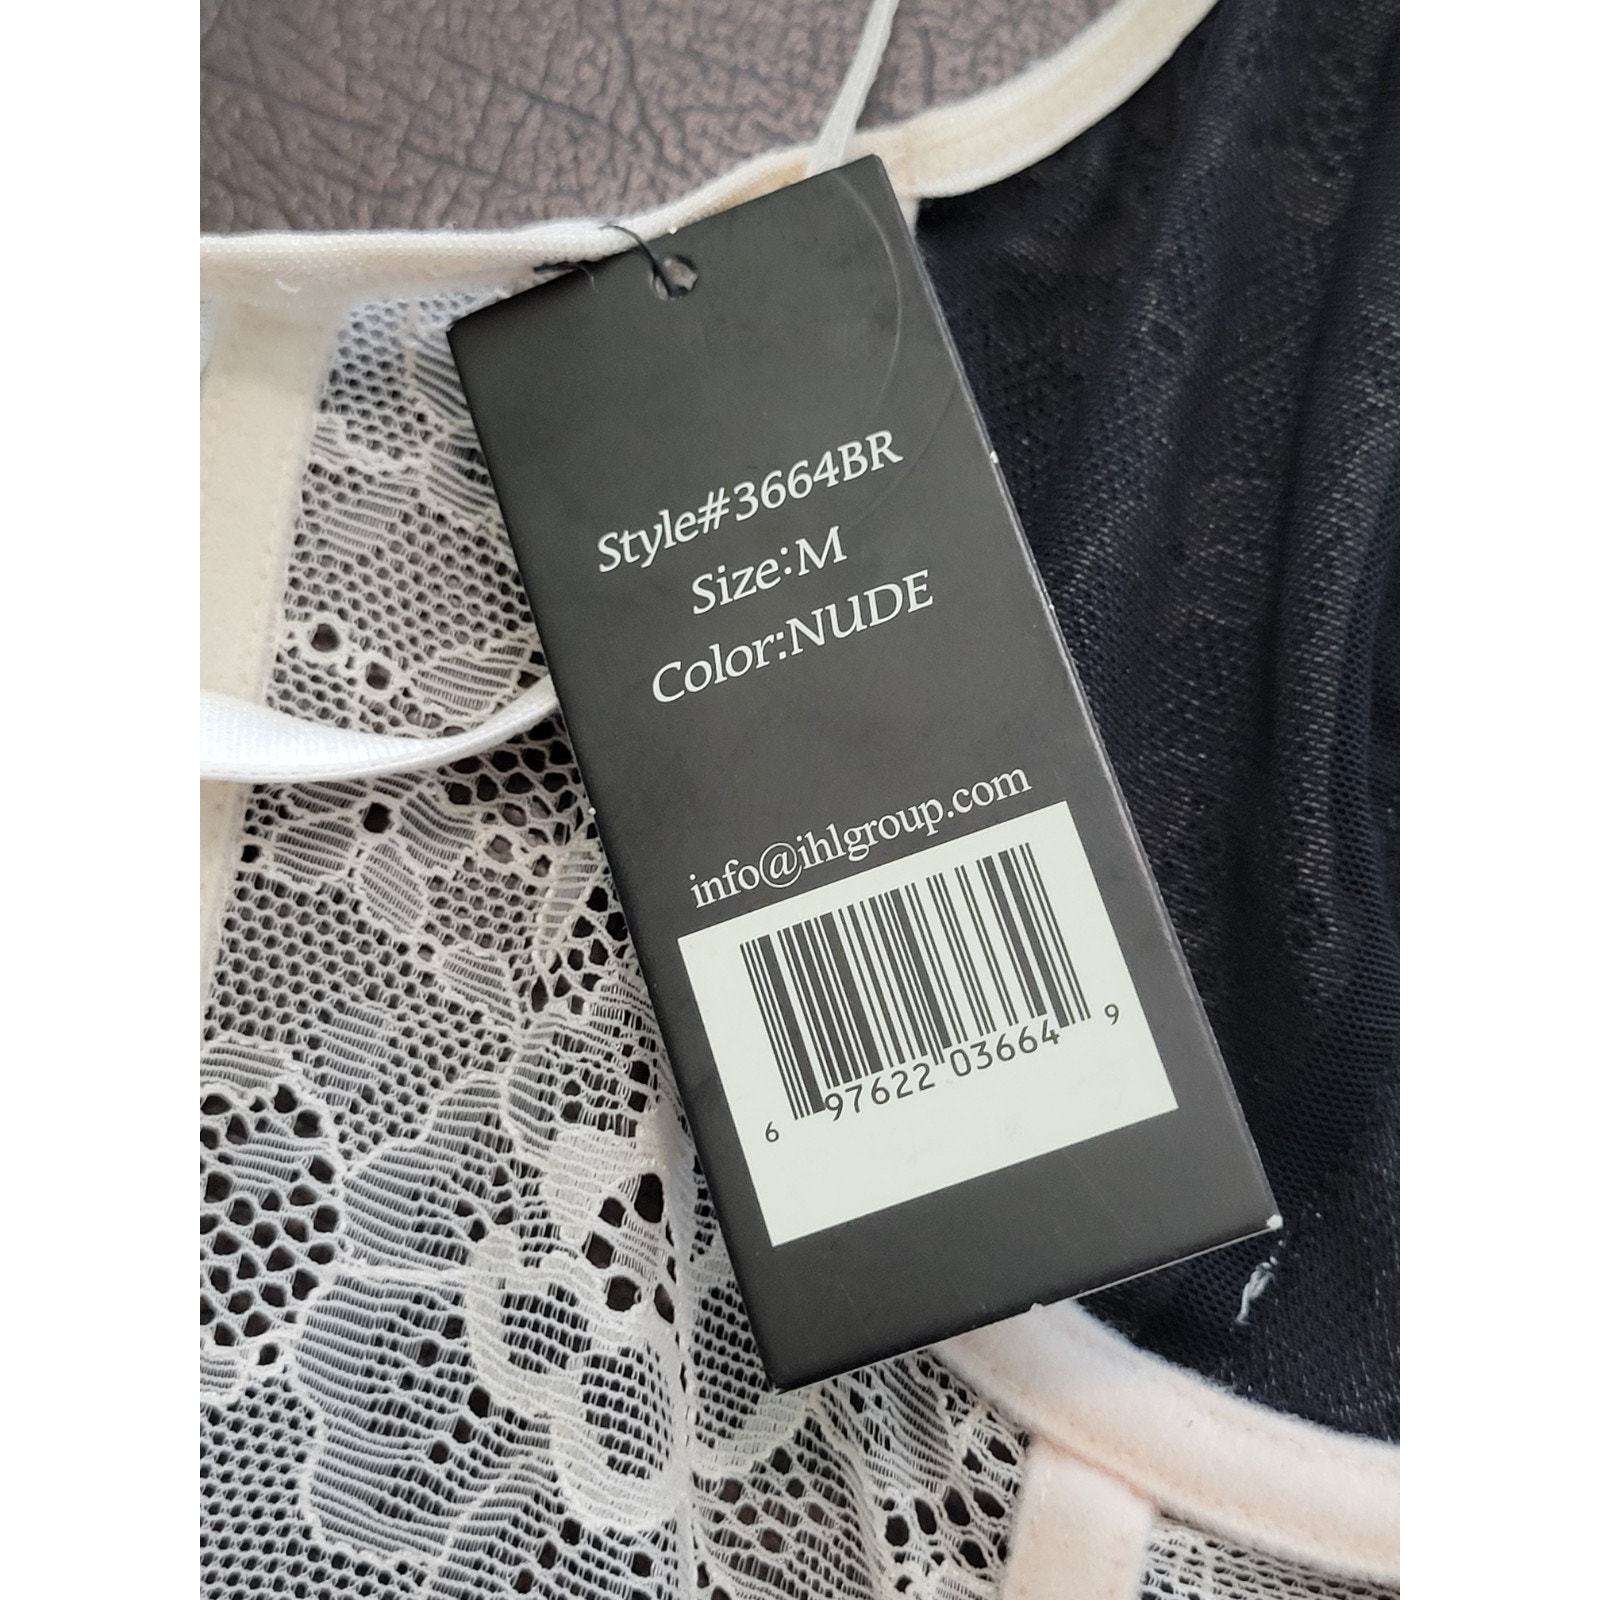 Style#3664BR
Size:M
Color:NUDE
info@ihlgroup.com
6 97622 03664 9